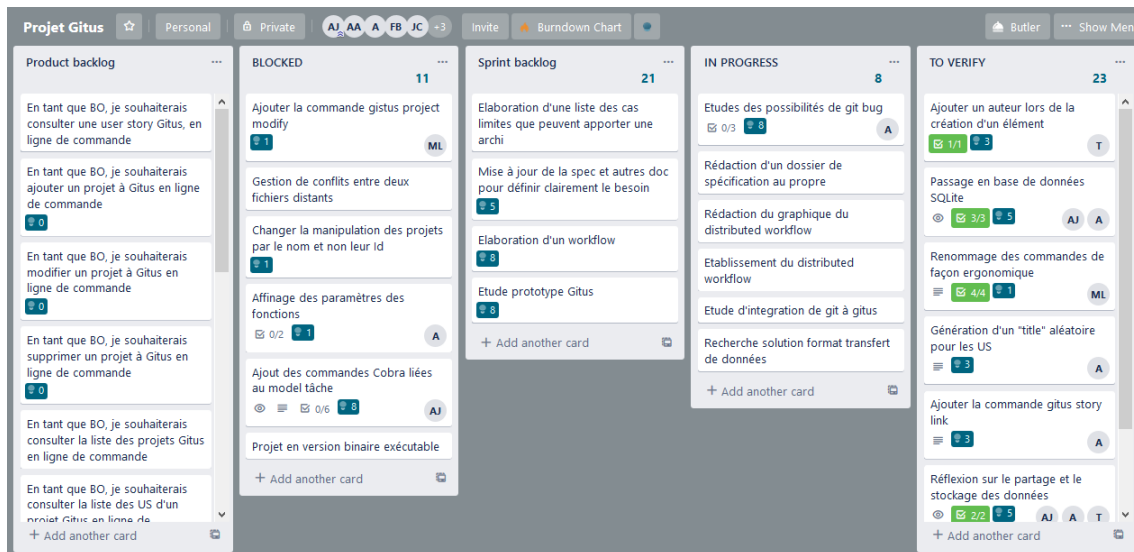 Projet Gitus
Personal
Private
AJ AA A FB JC +3
Invite
Burndown Chart
Butler
Show Men
Product backlog
En tant que BO, je souhaiterais
consulter une user story Gitus, en
ligne de commande
En tant que BO, je souhaiterais
ajouter un projet à Gitus en ligne
de commande
0
En tant que BO, je souhaiterais
modifier un projet à Gitus en
ligne de commande
0
En tant que BO, je souhaiterais
supprimer un projet à Gitus en
ligne de commande
0
En tant que BO, je souhaiterais
consulter la liste des projets Gitus
en ligne de commande
En tant que BO, je souhaiterais
consulter la liste des US d'un
projet Gitus en ligne de
+ Add another card
BLOCKED
11
Ajouter la commande gistus project
modify
1
ML
Gestion de conflits entre deux
fichiers distants
Changer la manipulation des projets
par le nom et non leur Id
1
Affinage des paramètres des
fonctions
0/2 1
A
Ajout des commandes Cobra liées
au model tâche
0/6 8
AJ
Projet en version binaire exécutable
+ Add another card
Sprint backlog
21
Elaboration d'une liste des cas
limites que peuvent apporter une
archi
Mise à jour de la spec et autres doc
pour définir clairement le besoin
5
Elaboration d'un workflow
8
Etude prototype Gitus
8
+ Add another card
IN PROGRESS
8
Etudes des possibilités de git bug
0/3 8
A
Rédaction d'un dossier de
spécification au propre
Rédaction du graphique du
distributed workflow
Etablissement du distributed
workflow
Etude d'integration de git à gitus
Recherche solution format transfert
de données
+ Add another card
TO VERIFY
23
Ajouter un auteur lors de la
création d'un élément
1/1 3
T
Passage en base de données
SQLite
3/3 5
AJ A
Renommage des commandes de
façon ergonomique
4/4 1
ML
Génération d'un "title" aléatoire
pour les US
3
A
Ajouter la commande gitus story
link
3
A
Réflexion sur le partage et le
stockage des données
2/2 5
AJ A T
+ Add another card